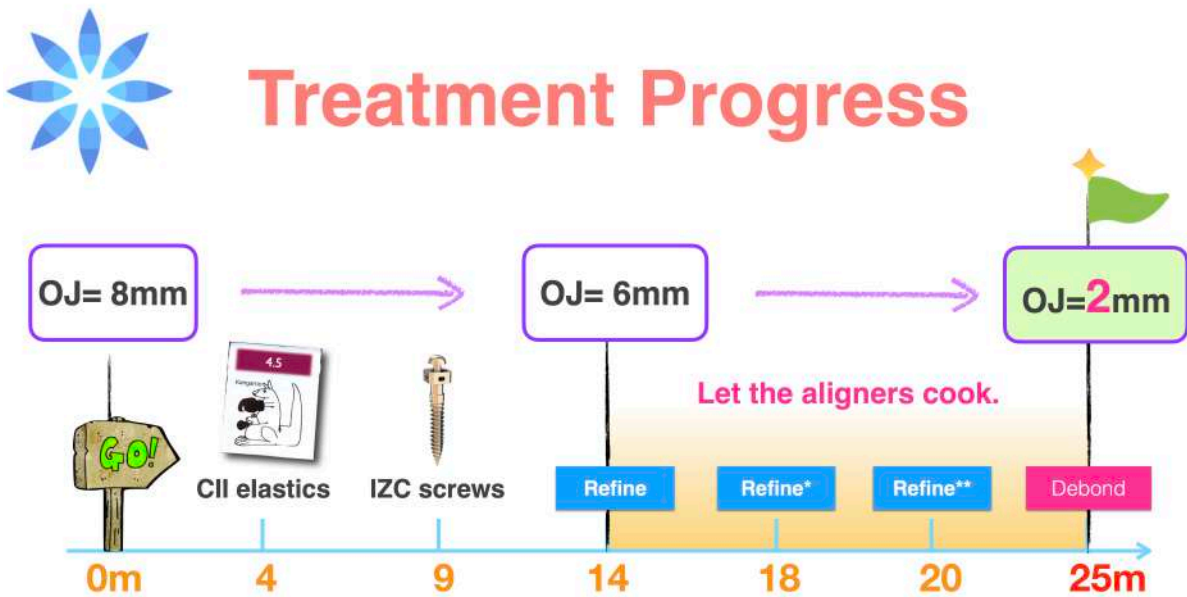 Treatment Progress
OJ= 8mm
OJ= 6mm
OJ=2mm
4.5
Let the aligners cook.
GO!
CII elastics
IZC screws
Refine
Refine*
Refine**
Debond
0m
4
9
14
18
20
25m